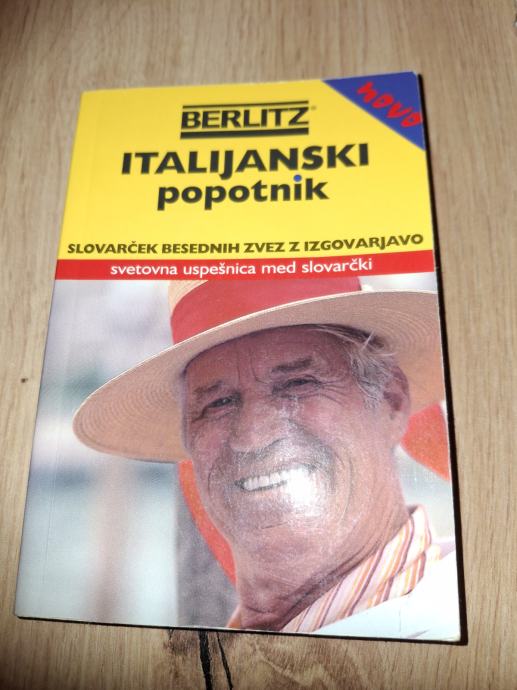 novo
BERLITZ®
ITALIJANSKI
popotnik
SLOVARČEK BESEDNIH ZVEZ Z IZGOVARJAVO
svetovna uspešnica med slovarčki